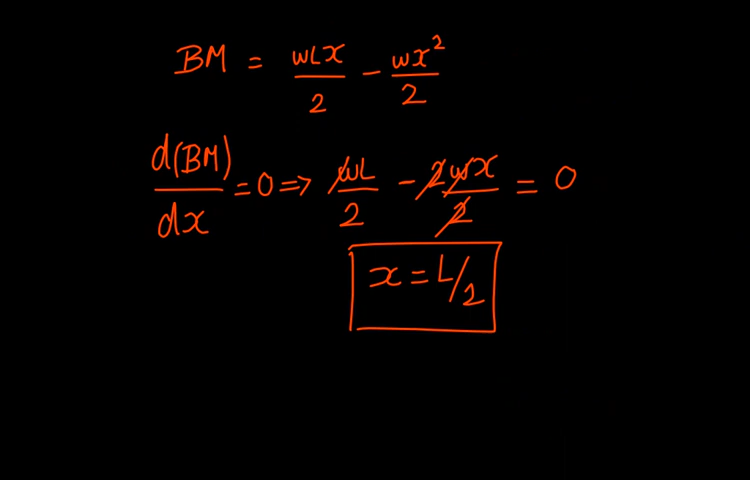 BM = wLx/2 - wx²/2
d(BM)/dx = 0 => wL/2 - 2wx/2 = 0
x = L/2